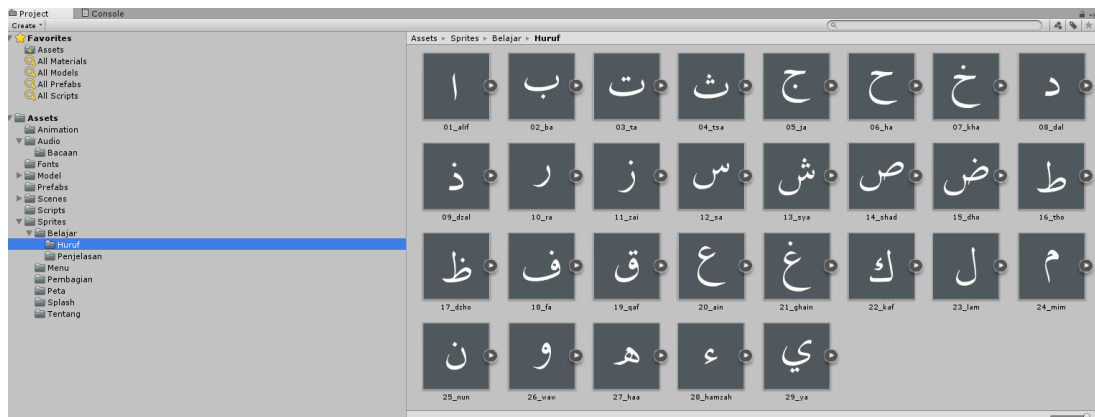 Project Console
Create
Favorites
Assets
All Materials
All Models
All Prefabs
All Scripts
Assets
Animation
Audio
Bacaan
Fonts
Model
Prefabs
Scenes
Scripts
Sprites
Belajar
Huruf
Penjelasan
Menu
Pembagian
Peta
Splash
Tentang
Assets Sprites Belajar Huruf
ا ب ت ث ج ح خ د
01_alif 02_ba 03_ta 04_tsa 05_ja 06_ha 07_kha 08_dal
ذ ر ز س ش ص ض ط
09_dzal 10_ra 11_zai 12_sa 13_sya 14_shad 15_dho 16_tho
ظ ف ق ع غ ك ل م
17_dzho 18_fa 19_qaf 20_ain 21_ghain 22_kaf 23_lam 24_mim
ن و ه ء ي
25_nun 26_waw 27_haa 28_hamzah 29_ya